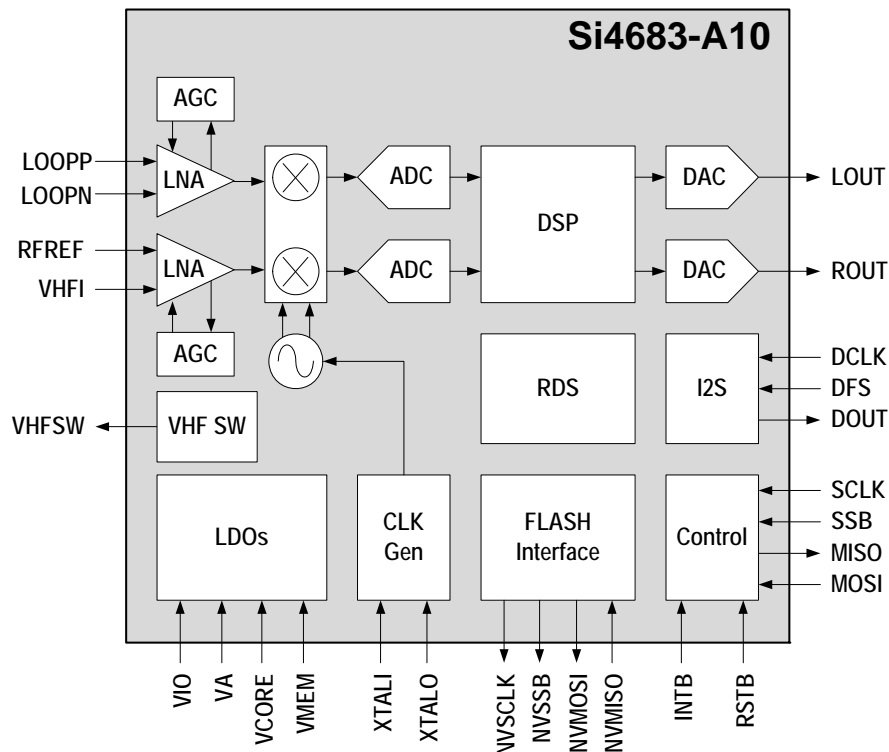 Si4683-A10
AGC
LOOPP
LNA
LOOPN
ADC
DSP
DAC
LOUT
RFREF
LNA
VHFI
ADC
DAC
ROUT
AGC
RDS
I2S
DCLK
DFS
DOUT
VHFSW
VHF SW
LDOs
CLK
Gen
FLASH
Interface
Control
SCLK
SSB
MISO
MOSI
VIO
VA
VCORE
VMEM
XTALI
XTALO
NVSCLK
NVSSB
NVMOSI
NVMISO
INTB
RSTB